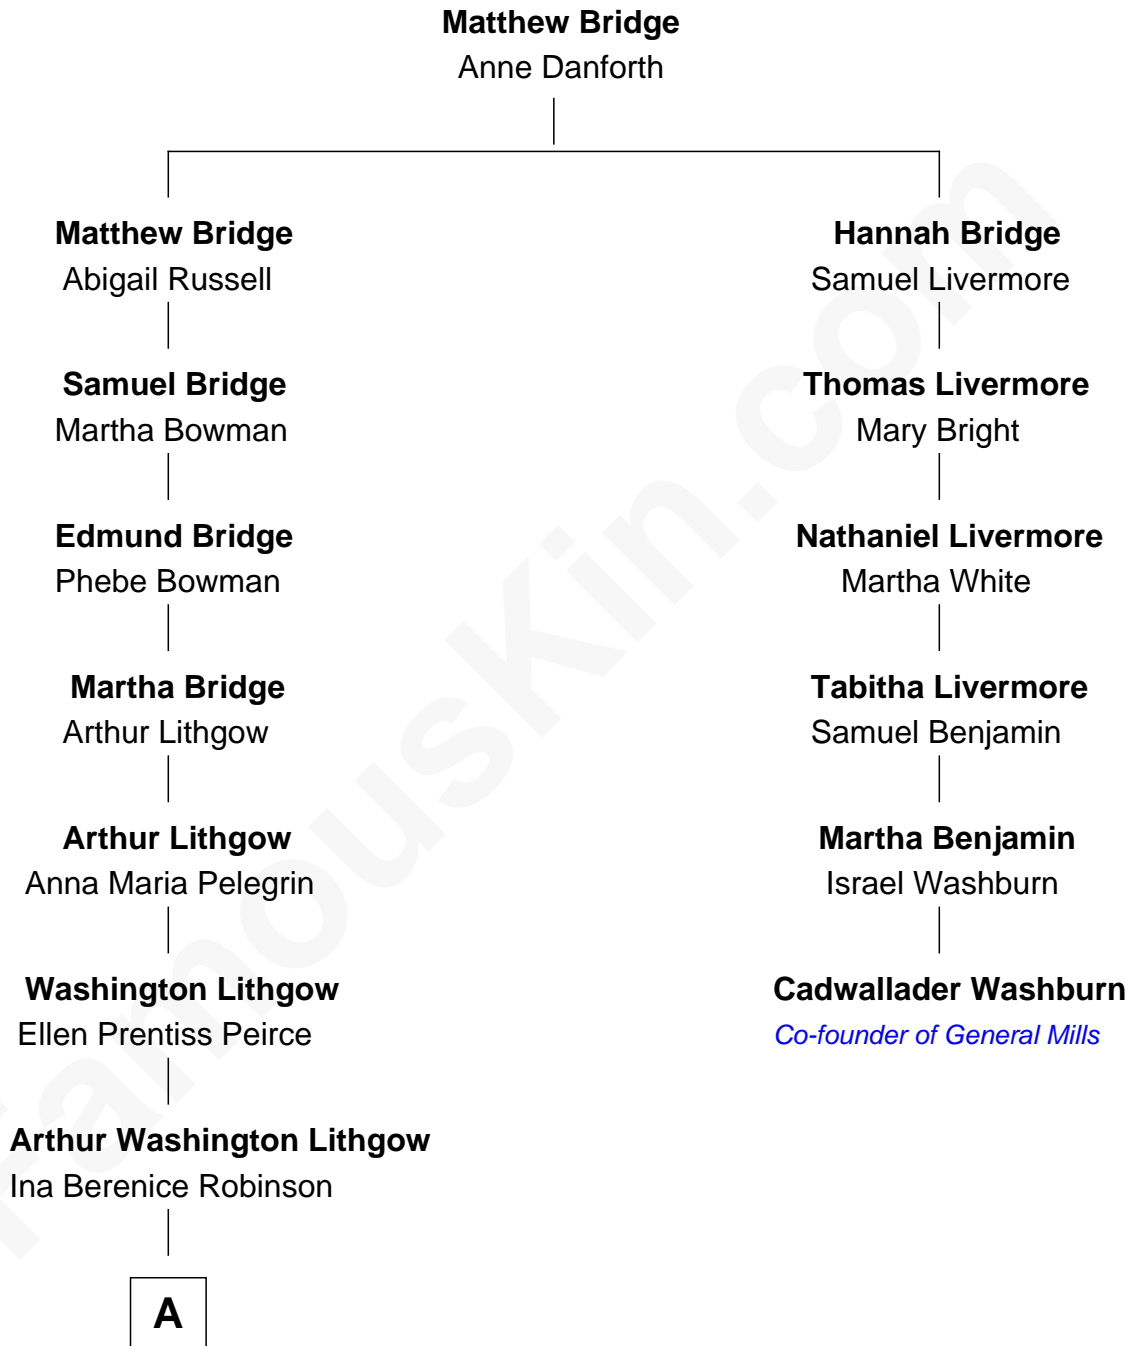 Matthew Bridge
Anne Danforth
Matthew Bridge
Abigail Russell
Samuel Bridge
Martha Bowman
Edmund Bridge
Phebe Bowman
Martha Bridge
Arthur Lithgow
Arthur Lithgow
Anna Maria Pelegrin
Washington Lithgow
Ellen Prentiss Peirce
Arthur Washington Lithgow
Ina Berenice Robinson
A
Hannah Bridge
Samuel Livermore
Thomas Livermore
Mary Bright
Nathaniel Livermore
Martha White
Tabitha Livermore
Samuel Benjamin
Martha Benjamin
Israel Washburn
Cadwallader Washburn
Co-founder of General Mills
FamousKin.com